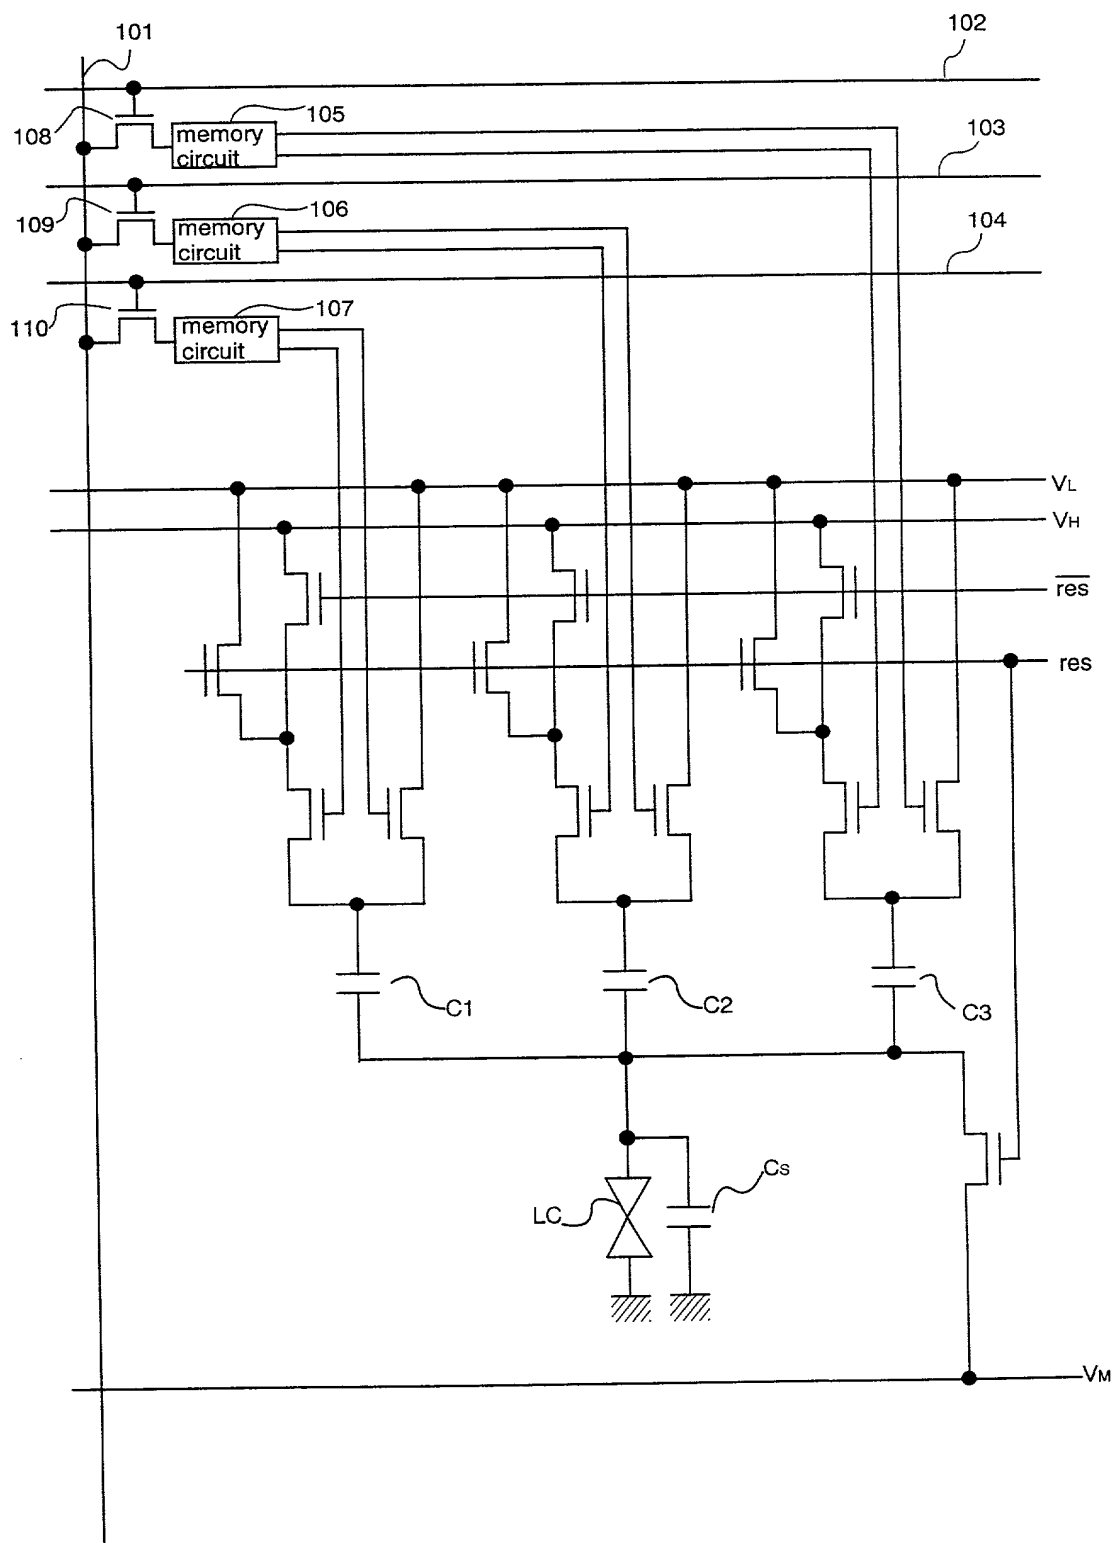 101
102
108
memory
circuit
105
103
109
memory
circuit
106
104
110
memory
circuit
107
VL
VH
res
res
C1
C2
C3
LC
Cs
VM